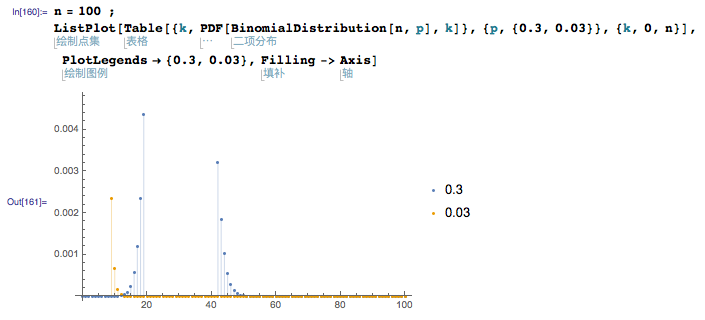 In[160]:= n = 100 ;
ListPlot[Table[{k, PDF[BinomialDistribution[n, p], k]}, {p, {0.3, 0.03}}, {k, 0, n}],
绘制点集 表格 … 二项分布
PlotLegends → {0.3, 0.03}, Filling -> Axis]
绘制图例 填补 轴
0.004
0.003
Out[161]=
0.002
0.001
20 40 60 80 100
0.3
0.03